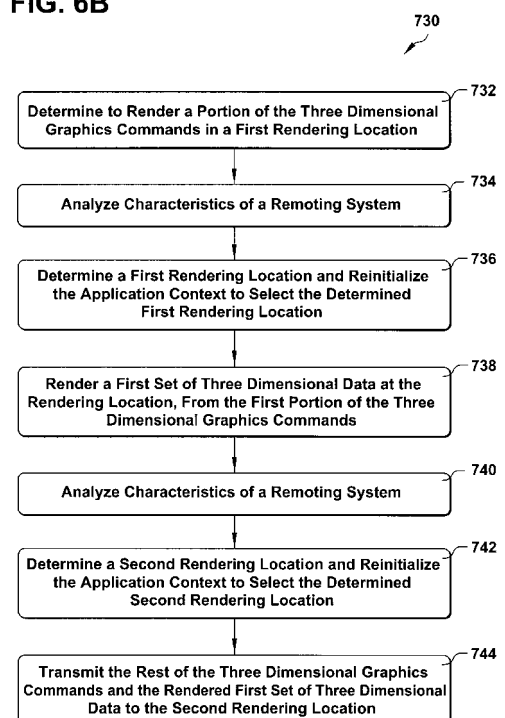 FIG. 6B
730
732
Determine to Render a Portion of the Three Dimensional
Graphics Commands in a First Rendering Location
734
Analyze Characteristics of a Remoting System
736
Determine a First Rendering Location and Reinitialize
the Application Context to Select the Determined
First Rendering Location
738
Render a First Set of Three Dimensional Data at the
Rendering Location, From the First Portion of the Three
Dimensional Graphics Commands
740
Analyze Characteristics of a Remoting System
742
Determine a Second Rendering Location and Reinitialize
the Application Context to Select the Determined
Second Rendering Location
744
Transmit the Rest of the Three Dimensional Graphics
Commands and the Rendered First Set of Three Dimensional
Data to the Second Rendering Location